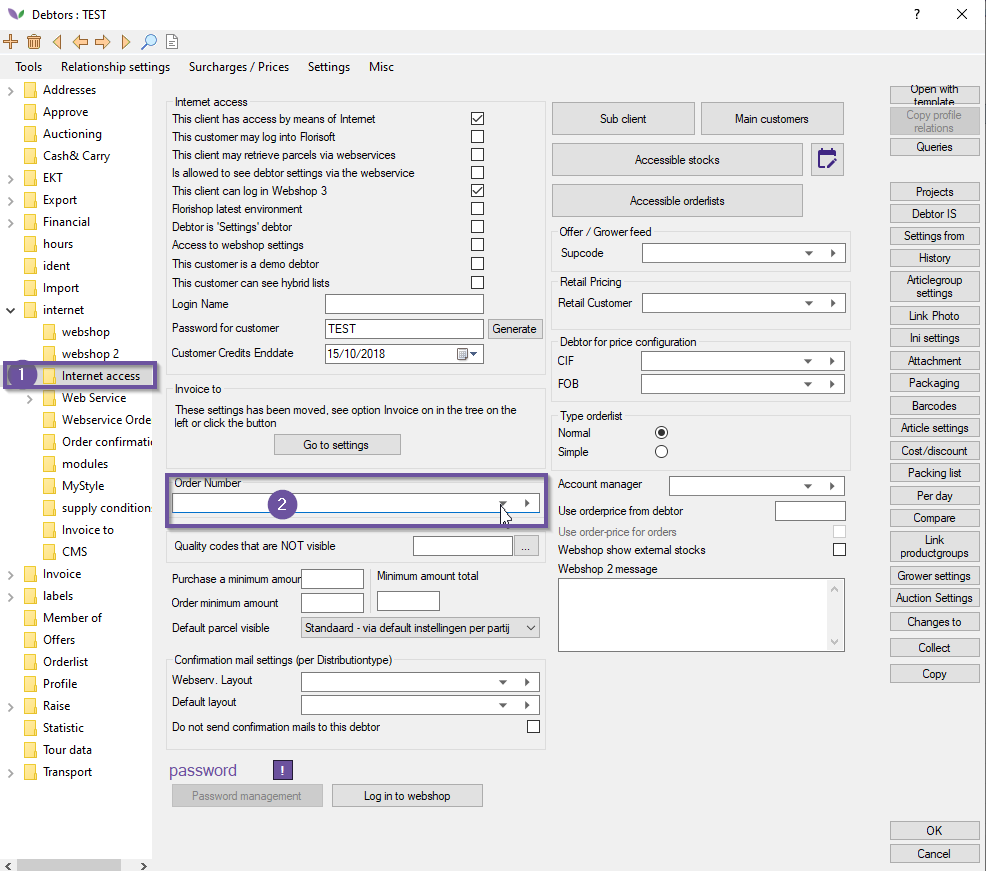 Debtors : TEST
?
Tools Relationship settings Surcharges / Prices Settings Misc
Addresses
Approve
Auctioning
Cash& Carry
EKT
Export
Financial
hours
ident
Import
internet
webshop
webshop 2
1 Internet access
Web Service
Webservice Orde
Order confirmatio
modules
MyStyle
supply conditions
Invoice to
CMS
Invoice
labels
Member of
Offers
Orderlist
Profile
Raise
Statistic
Tour data
Transport
Internet access
This client has access by means of Internet
This customer may log into Florisoft
This client may retrieve parcels via webservices
Is allowed to see debtor settings via the webservice
This client can log in Webshop 3
Florishop latest environment
Debtor is 'Settings' debtor
Access to webshop settings
This customer is a demo debtor
This customer can see hybrid lists
Login Name
Password for customer TEST Generate
Customer Credits Enddate 15/10/2018
Invoice to
These settings has been moved, see option Invoice on in the tree on the
left or click the button
Go to settings
Order Number
2
Quality codes that are NOT visible ...
Purchase a minimum amour Minimum amount total
Order minimum amount
Default parcel visible Standaard - via default instellingen per partij
Confirmation mail settings (per Distributiontype)
Webserv. Layout
Default layout
Do not send confirmation mails to this debtor
password !
Password management Log in to webshop
Sub client Main customers
Accessible stocks
Accessible orderlists
Offer / Grower feed
Supcode
Retail Pricing
Retail Customer
Debtor for price configuration
CIF
FOB
Type orderlist
Normal
Simple
Account manager
Use orderprice from debtor
Use order-price for orders
Webshop show external stocks
Webshop 2 message
Open with
template
Copy profile
relations
Queries
Projects
Debtor IS
Settings from
History
Articlegroup
settings
Link Photo
Ini settings
Attachment
Packaging
Barcodes
Article settings
Cost/discount
Packing list
Per day
Compare
Link
productgroups
Grower settings
Auction Settings
Changes to
Collect
Copy
OK
Cancel